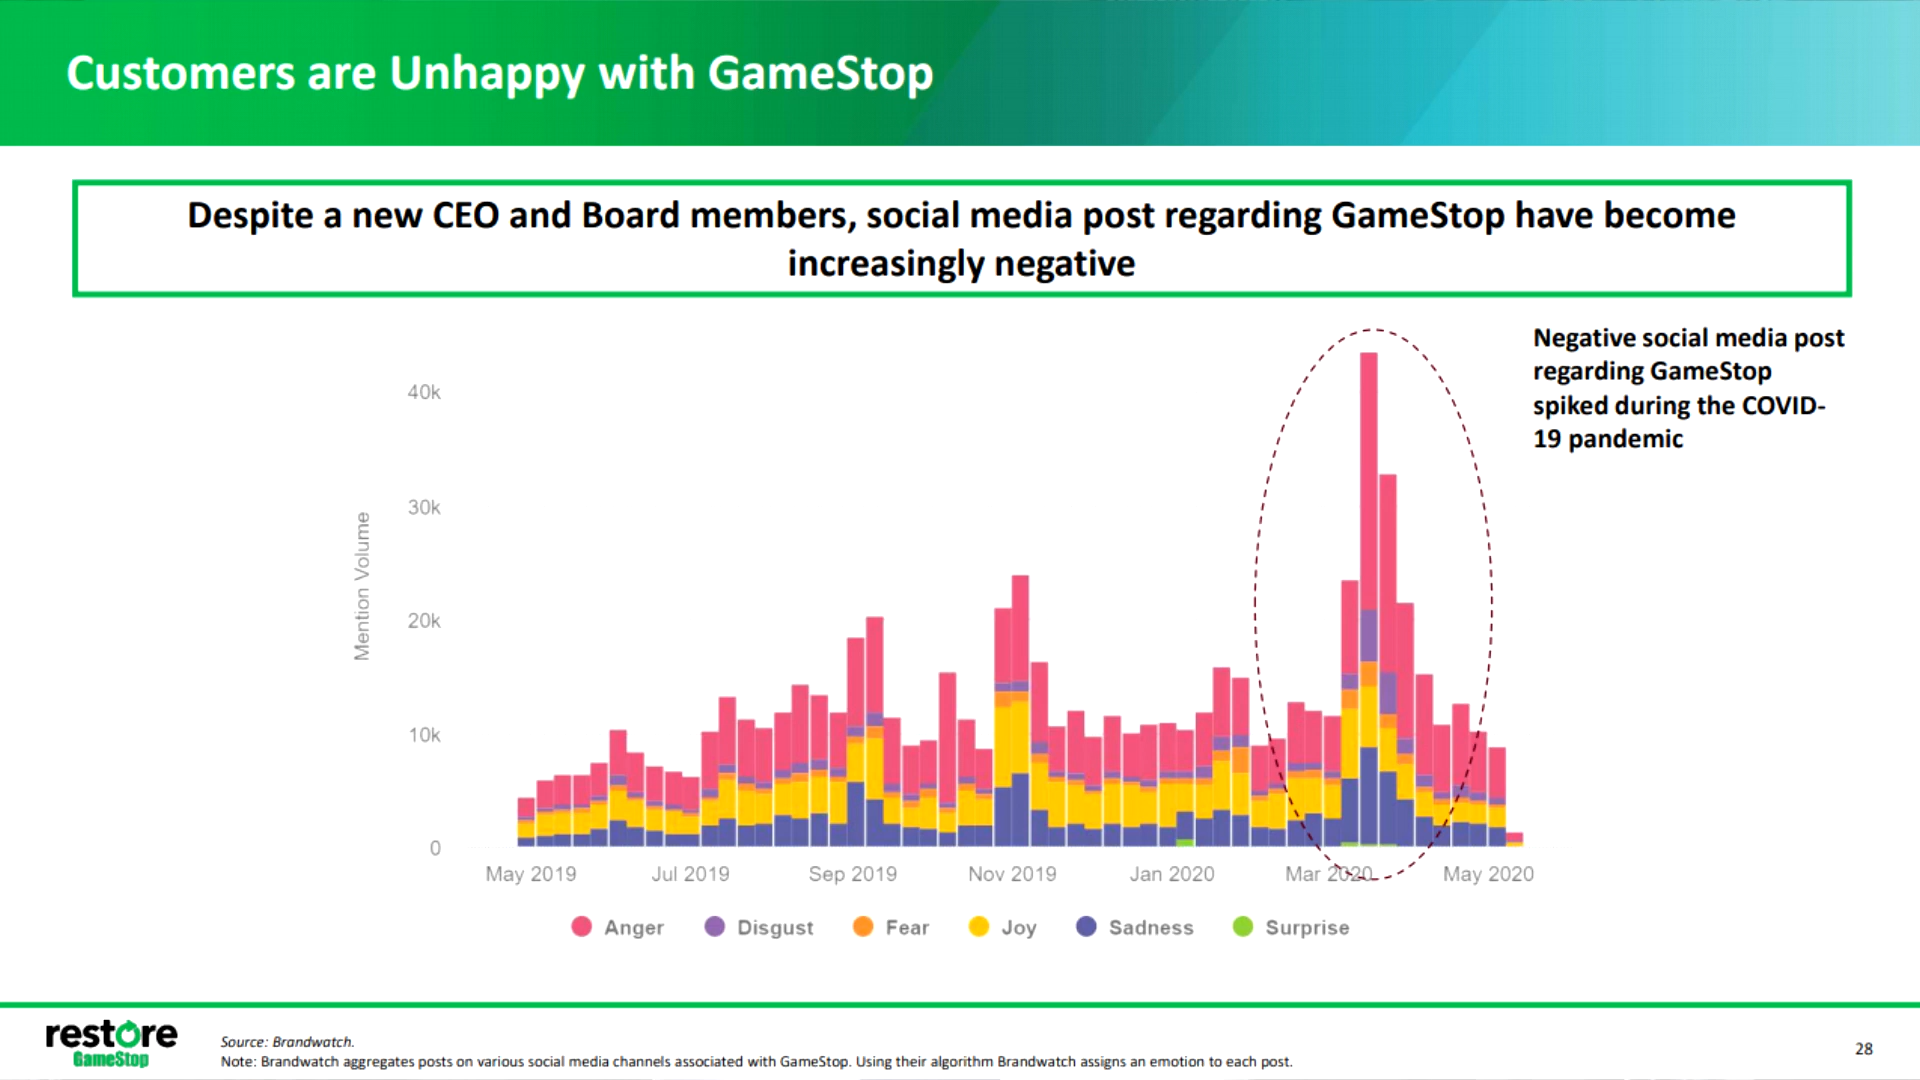 Customers are Unhappy with GameStop
Despite a new CEO and Board members, social media post regarding GameStop have become
increasingly negative
Negative social media post
regarding GameStop
spiked during the COVID-
19 pandemic
Mention Volume
40k
30k
20k
10k
0
May 2019 Jul 2019 Sep 2019 Nov 2019 Jan 2020 Mar 2020 May 2020
Anger Disgust Fear Joy Sadness Surprise
restore
GameStop
Source: Brandwatch.
Note: Brandwatch aggregates posts on various social media channels associated with GameStop. Using their algorithm Brandwatch assigns an emotion to each post.
28